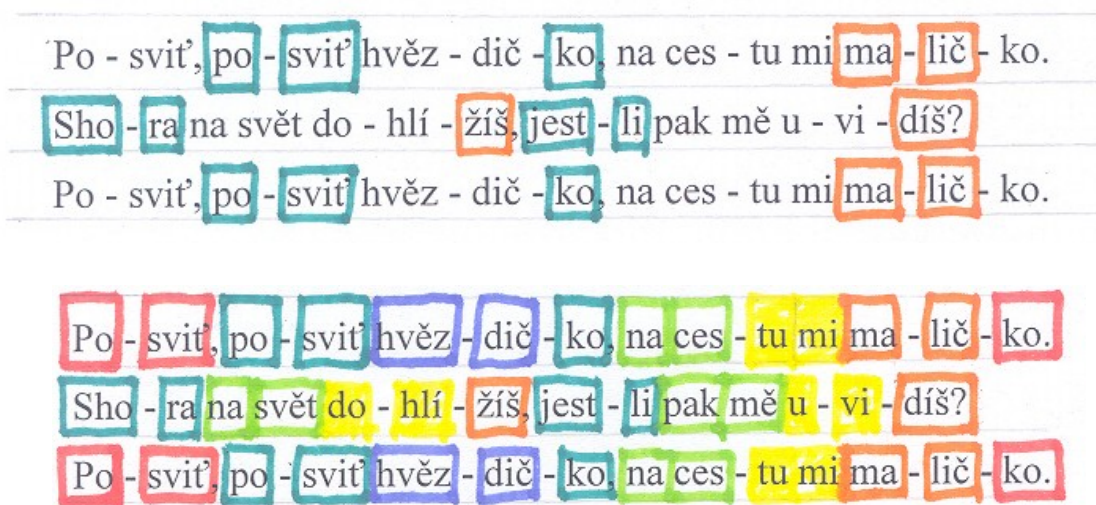 Po - sviť, po - sviť hvěz - dič - ko, na ces - tu mi ma - lič - ko.
Sho - ra na svět do - hlí - žíš, jest - li pak mě u - vi - díš?
Po - sviť, po - sviť hvěz - dič - ko, na ces - tu mi ma - lič - ko.
Po - sviť, po - sviť hvěz - dič - ko, na ces - tu mi ma - lič - ko.
Sho - ra na svět do - hlí - žíš, jest - li pak mě u - vi - díš?
Po - sviť, po - sviť hvěz - dič - ko, na ces - tu mi ma - lič - ko.